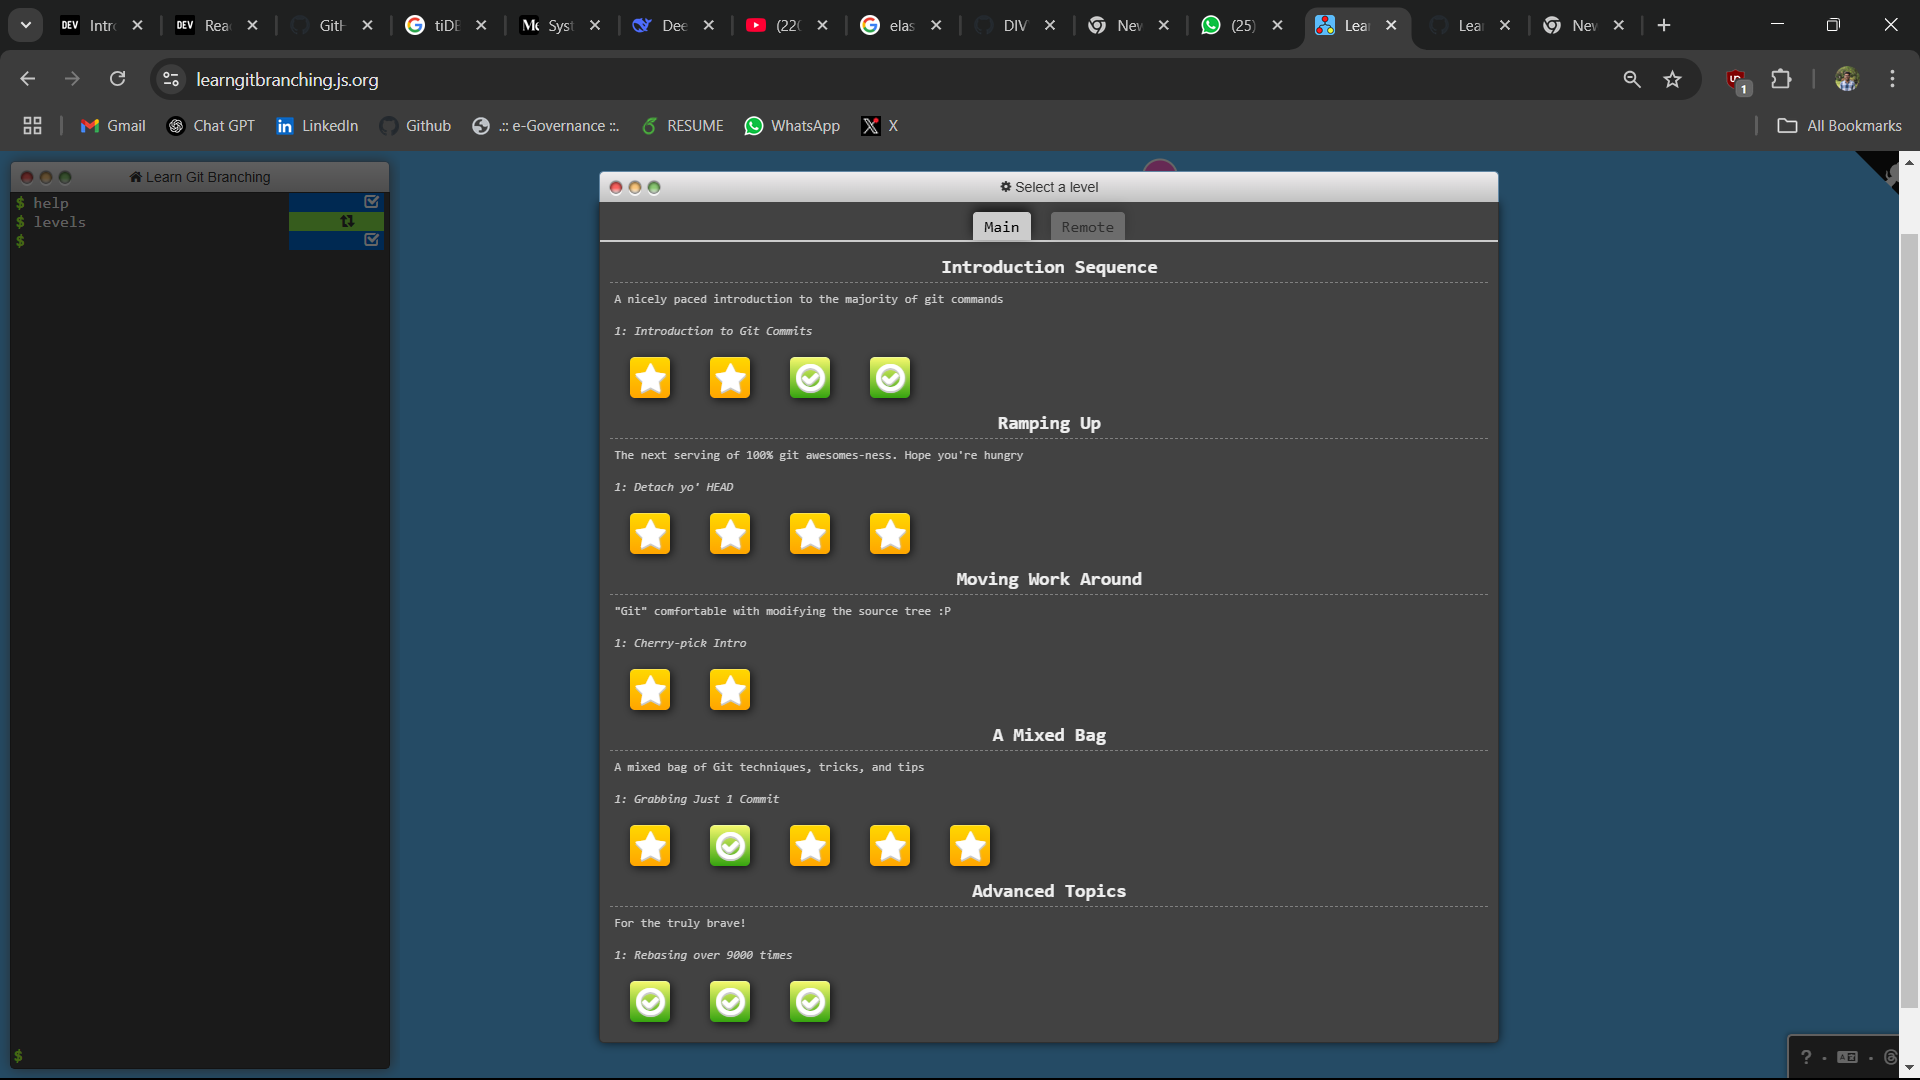 Intr
Rea
GitH
tiDE
Syst
Dee
(220
elas
DIV
Nev
(25)
Lea
Lea
Nev
learngitbranching.js.org
1
Gmail
Chat GPT
LinkedIn
Github
.:: e-Governance ::.
RESUME
WhatsApp
X
All Bookmarks
Learn Git Branching
$ help
$ levels
$
$
Select a level
Main
Remote
Introduction Sequence
A nicely paced introduction to the majority of git commands
1: Introduction to Git Commits
Ramping Up
The next serving of 100% git awesomes-ness. Hope you're hungry
1: Detach yo' HEAD
Moving Work Around
"Git" comfortable with modifying the source tree :P
1: Cherry-pick Intro
A Mixed Bag
A mixed bag of Git techniques, tricks, and tips
1: Grabbing Just 1 Commit
Advanced Topics
For the truly brave!
1: Rebasing over 9000 times